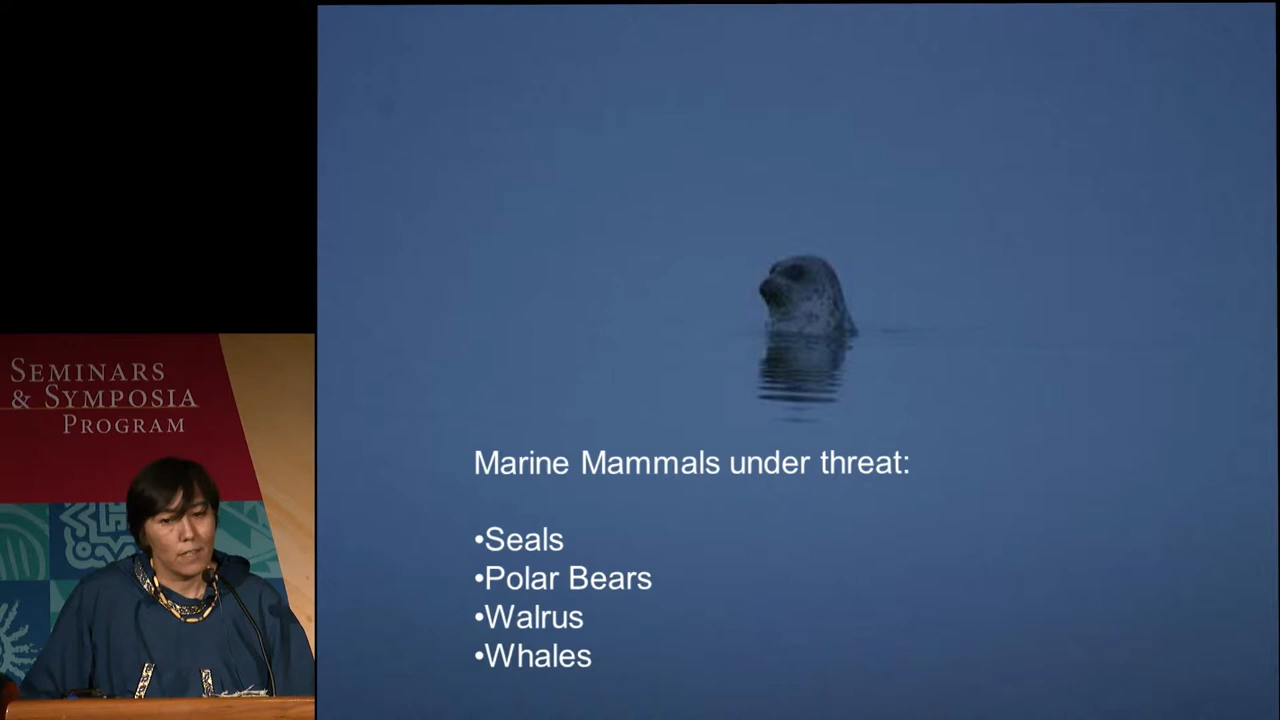 SEMINARS
& SYMPOSIA
PROGRAM
Marine Mammals under threat:
•Seals
•Polar Bears
•Walrus
•Whales